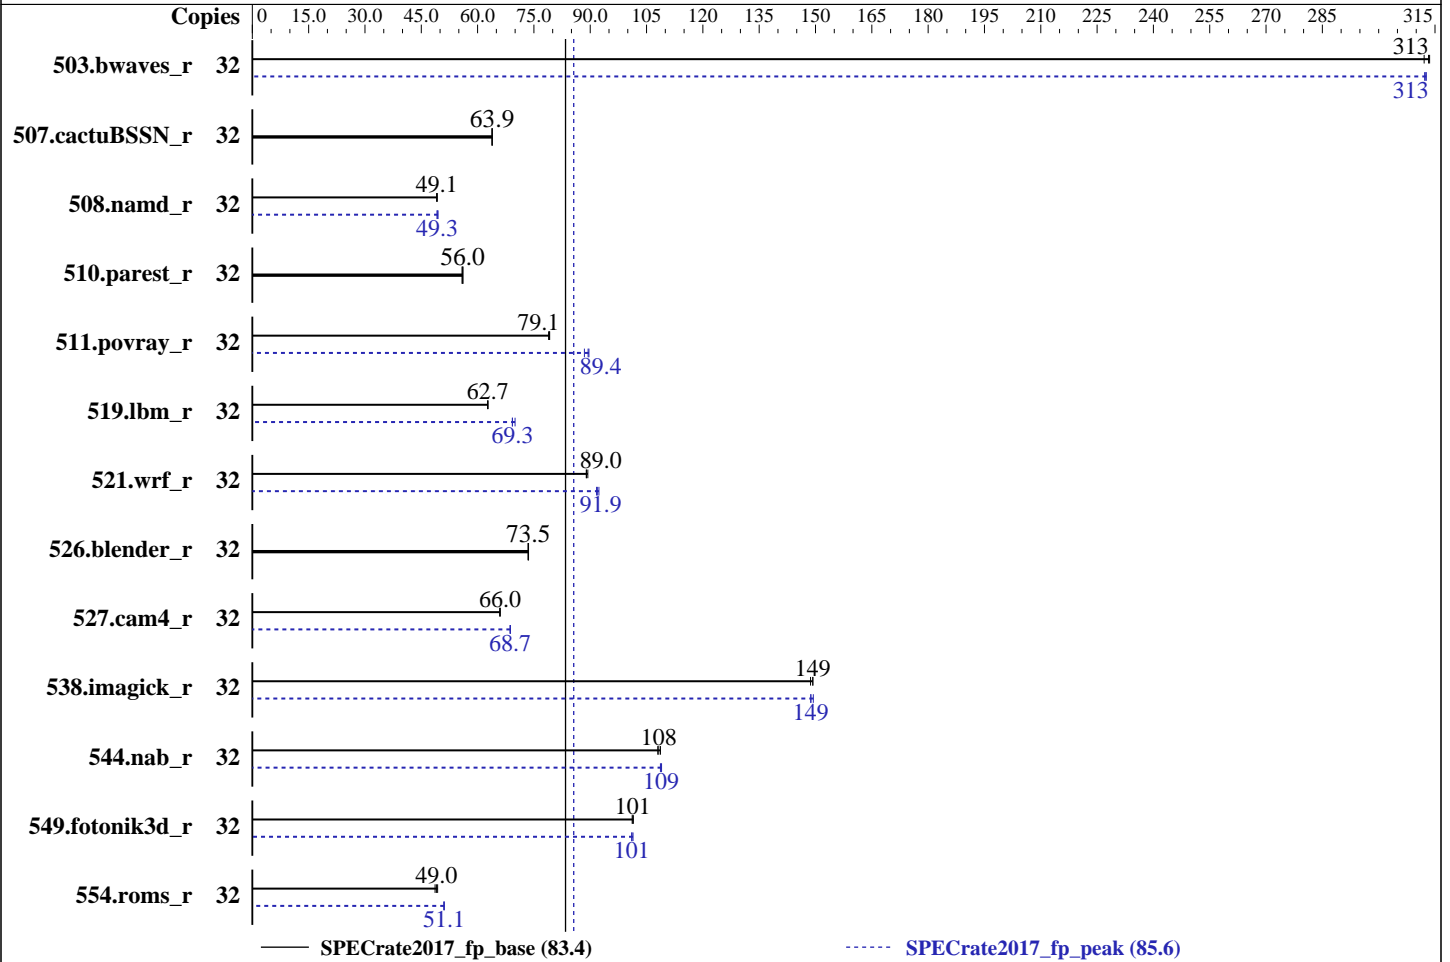 Copies 0 15.0 30.0 45.0 60.0 75.0 90.0 105 120 135 150 165 180 195 210 225 240 255 270 285 315
313
503.bwaves_r 32
313
63.9
507.cactuBSSN_r 32
49.1
508.namd_r 32
49.3
56.0
510.parest_r 32
79.1
511.povray_r 32
89.4
62.7
519.lbm_r 32
69.3
89.0
521.wrf_r 32
91.9
73.5
526.blender_r 32
66.0
527.cam4_r 32
68.7
149
538.imagick_r 32
149
108
544.nab_r 32
109
101
549.fotonik3d_r 32
101
49.0
554.roms_r 32
51.1
SPECrate2017_fp_base (83.4) SPECrate2017_fp_peak (85.6)